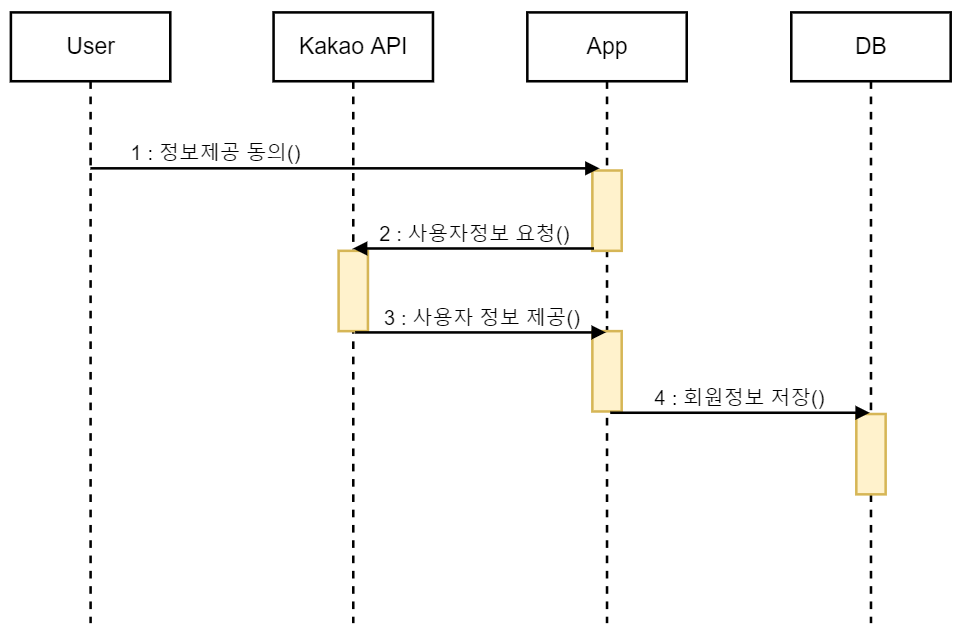 User
Kakao API
App
DB
1 : 정보제공 동의()
2 : 사용자정보 요청()
3 : 사용자 정보 제공()
4 : 회원정보 저장()